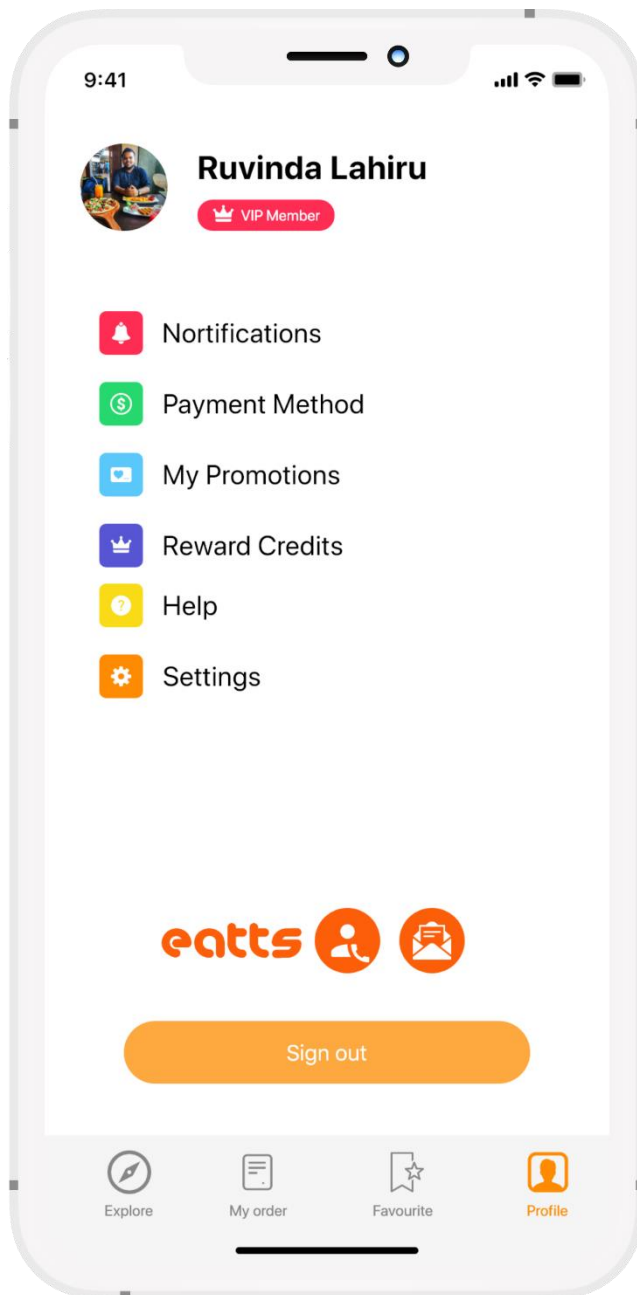 9:41
Ruvinda Lahiru
VIP Member
Nortifications
Payment Method
My Promotions
Reward Credits
Help
Settings
eatts
Sign out
Explore
My order
Favourite
Profile